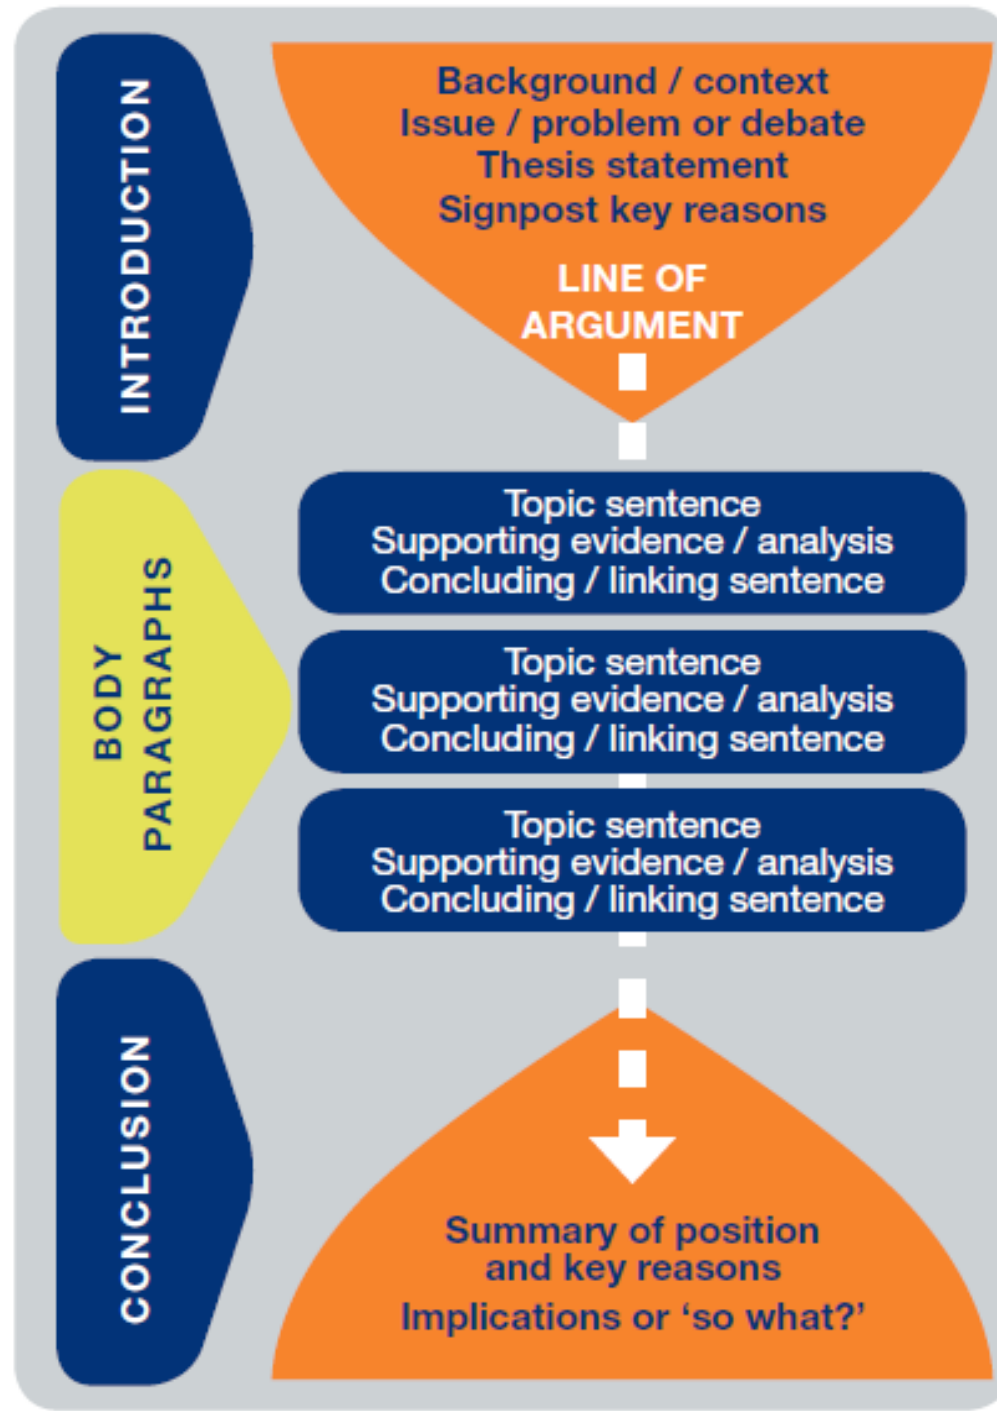 INTRODUCTION
Background / context
Issue / problem or debate
Thesis statement
Signpost key reasons
LINE OF
ARGUMENT
BODY
PARAGRAPHS
Topic sentence
Supporting evidence / analysis
Concluding / linking sentence
Topic sentence
Supporting evidence / analysis
Concluding / linking sentence
Topic sentence
Supporting evidence / analysis
Concluding / linking sentence
CONCLUSION
Summary of position
and key reasons
Implications or ‘so what?’